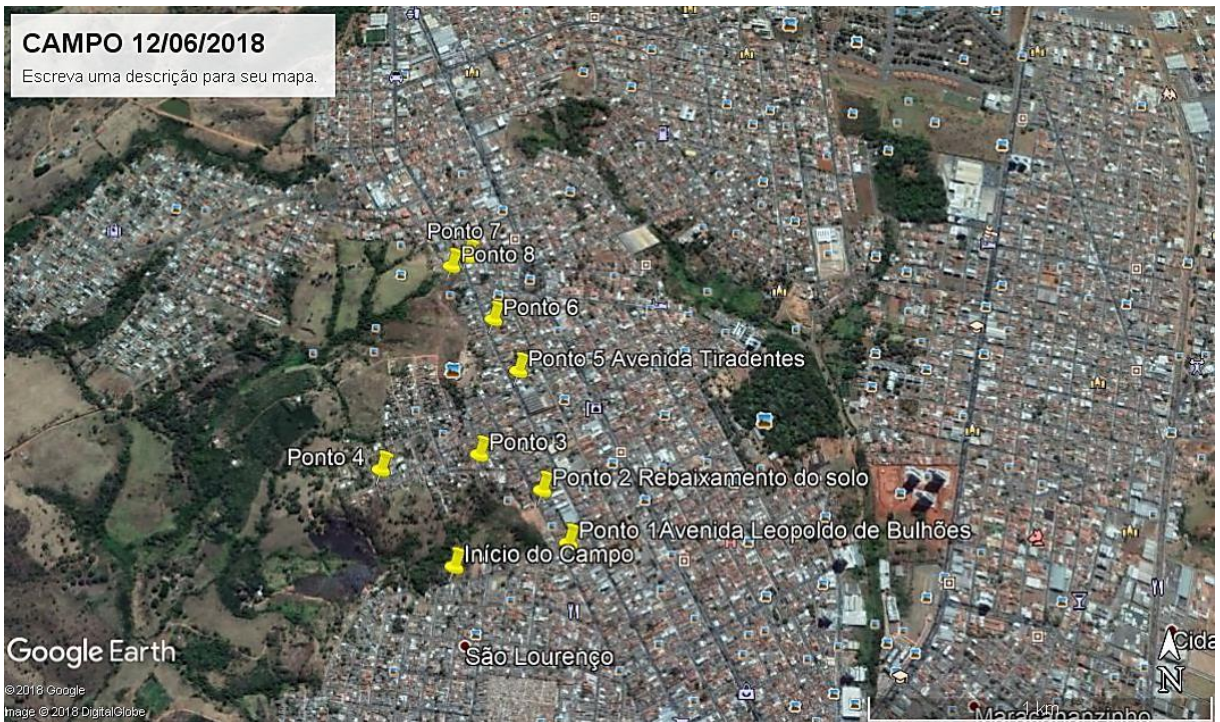 CAMPO 12/06/2018
Escreva uma descrição para seu mapa.
Ponto 7
Ponto 8
Ponto 6
Ponto 5 Avenida Tiradentes
Ponto 3
Ponto 4
Ponto 2 Rebaixamento do solo
Ponto 1Avenida Leopoldo de Bulhões
Início do Campo
São Lourenço
Google Earth
Cida
N
© 2018 Google
Image © 2018 DigitalGlobe
1 km
Maracananzinho